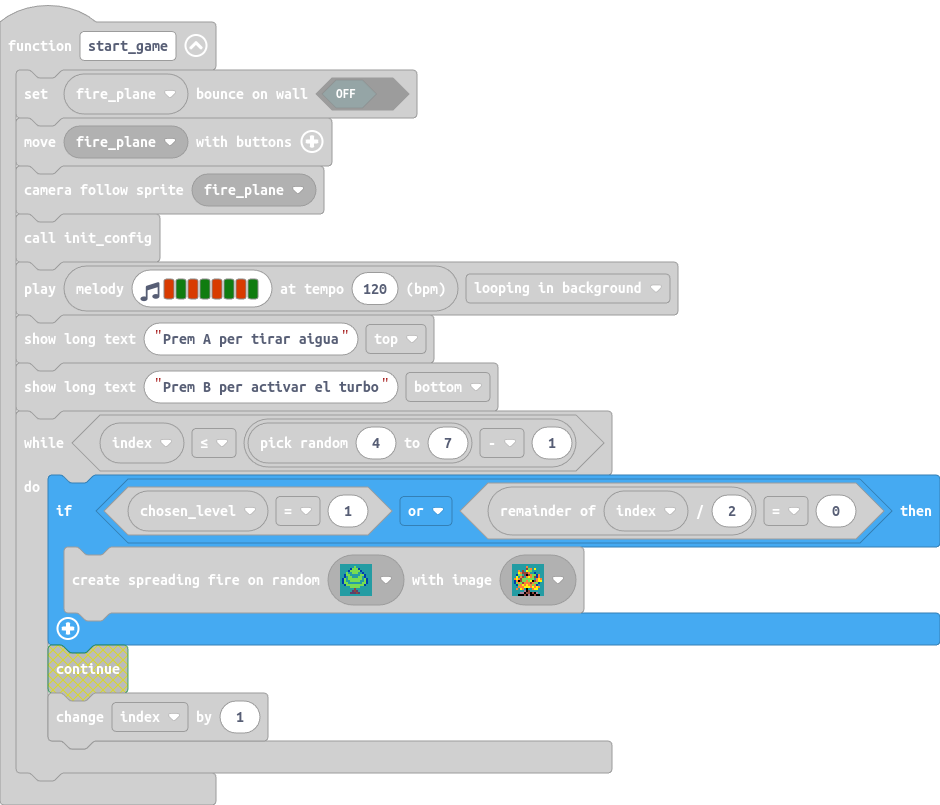 function start_game
set fire_plane bounce on wall OFF
move fire_plane with buttons
camera follow sprite fire_plane
call init_config
play melody at tempo 120 (bpm) looping in background
show long text "Prem A per tirar aigua" top
show long text "Prem B per activar el turbo" bottom
while index ≤ pick random 4 to 7 - 1
do
if chosen_level = 1 or remainder of index / 2 = 0 then
create spreading fire on random with image
continue
change index by 1